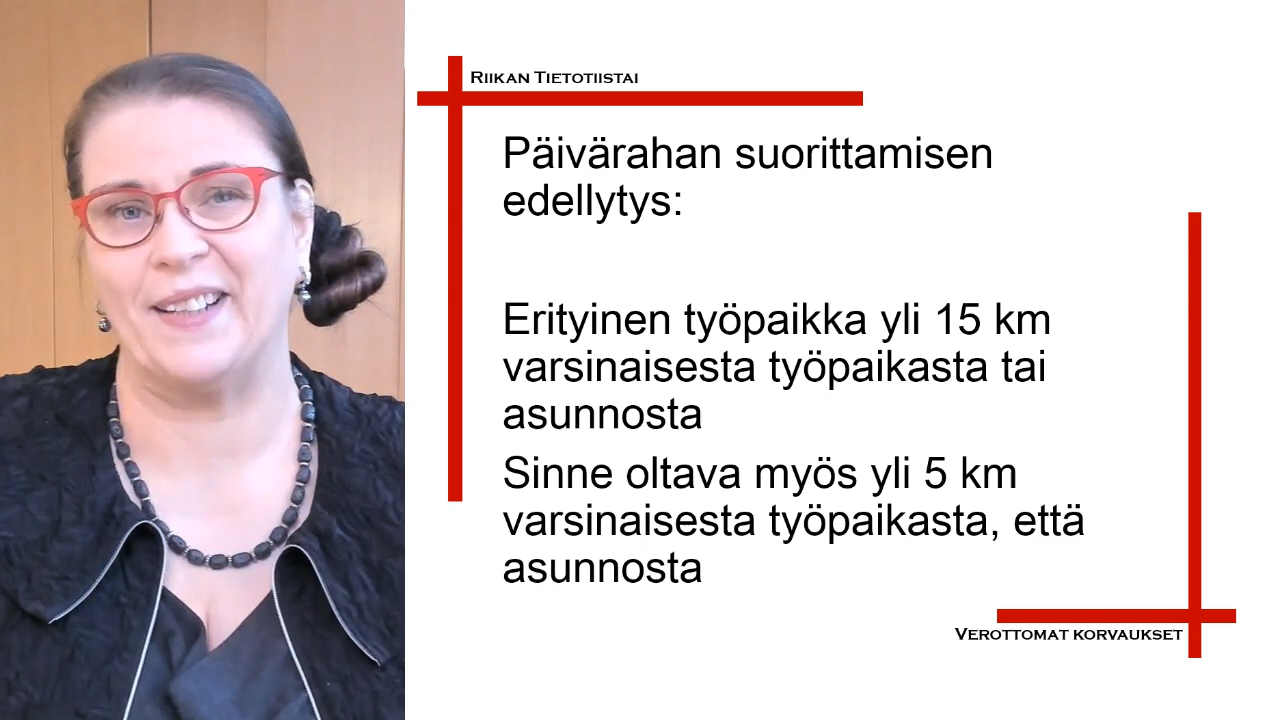 Riikan Tietotiistai
Päivärahan suorittamisen
edellytys:
Erityinen työpaikka yli 15 km
varsinaisesta työpaikasta tai
asunnosta
Sinne oltava myös yli 5 km
varsinaisesta työpaikasta, että
asunnosta
Verottomat korvaukset